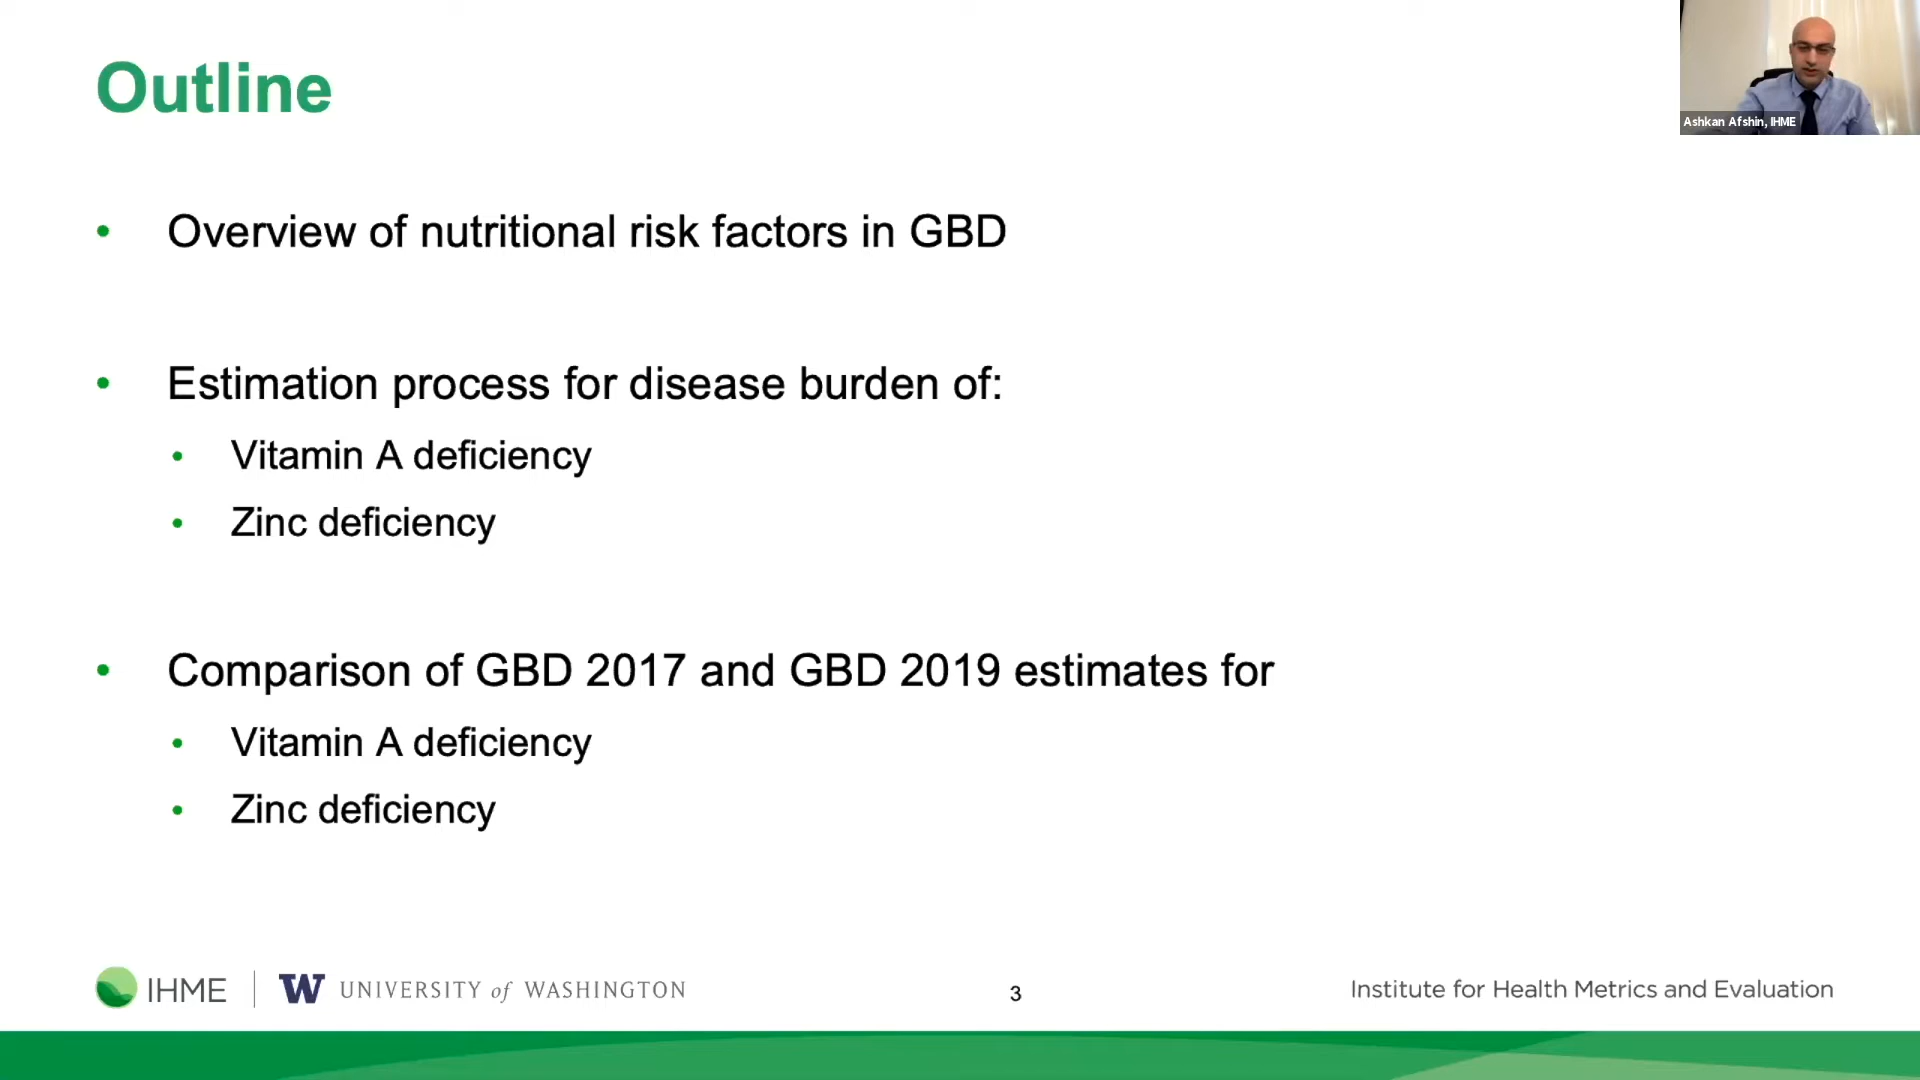 Outline
Ashkan Afshin, IHME
• Overview of nutritional risk factors in GBD
• Estimation process for disease burden of:
• Vitamin A deficiency
• Zinc deficiency
• Comparison of GBD 2017 and GBD 2019 estimates for
• Vitamin A deficiency
• Zinc deficiency
IHME | W UNIVERSITY of WASHINGTON
3
Institute for Health Metrics and Evaluation